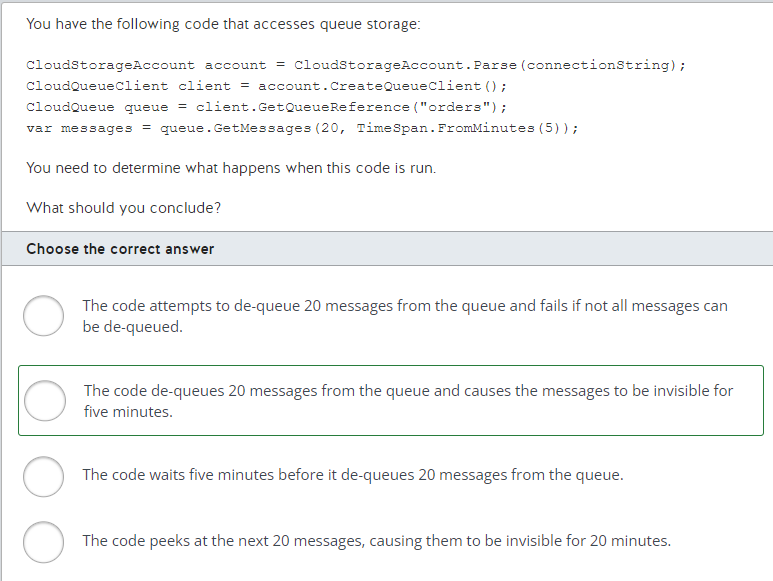 You have the following code that accesses queue storage:
CloudStorageAccount account = CloudStorageAccount.Parse(connectionString);
CloudQueueClient client = account.CreateQueueClient();
CloudQueue queue = client.GetQueueReference("orders");
var messages = queue.GetMessages(20, TimeSpan.FromMinutes(5));
You need to determine what happens when this code is run.
What should you conclude?
Choose the correct answer
The code attempts to de-queue 20 messages from the queue and fails if not all messages can
be de-queued.
The code de-queues 20 messages from the queue and causes the messages to be invisible for
five minutes.
The code waits five minutes before it de-queues 20 messages from the queue.
The code peeks at the next 20 messages, causing them to be invisible for 20 minutes.